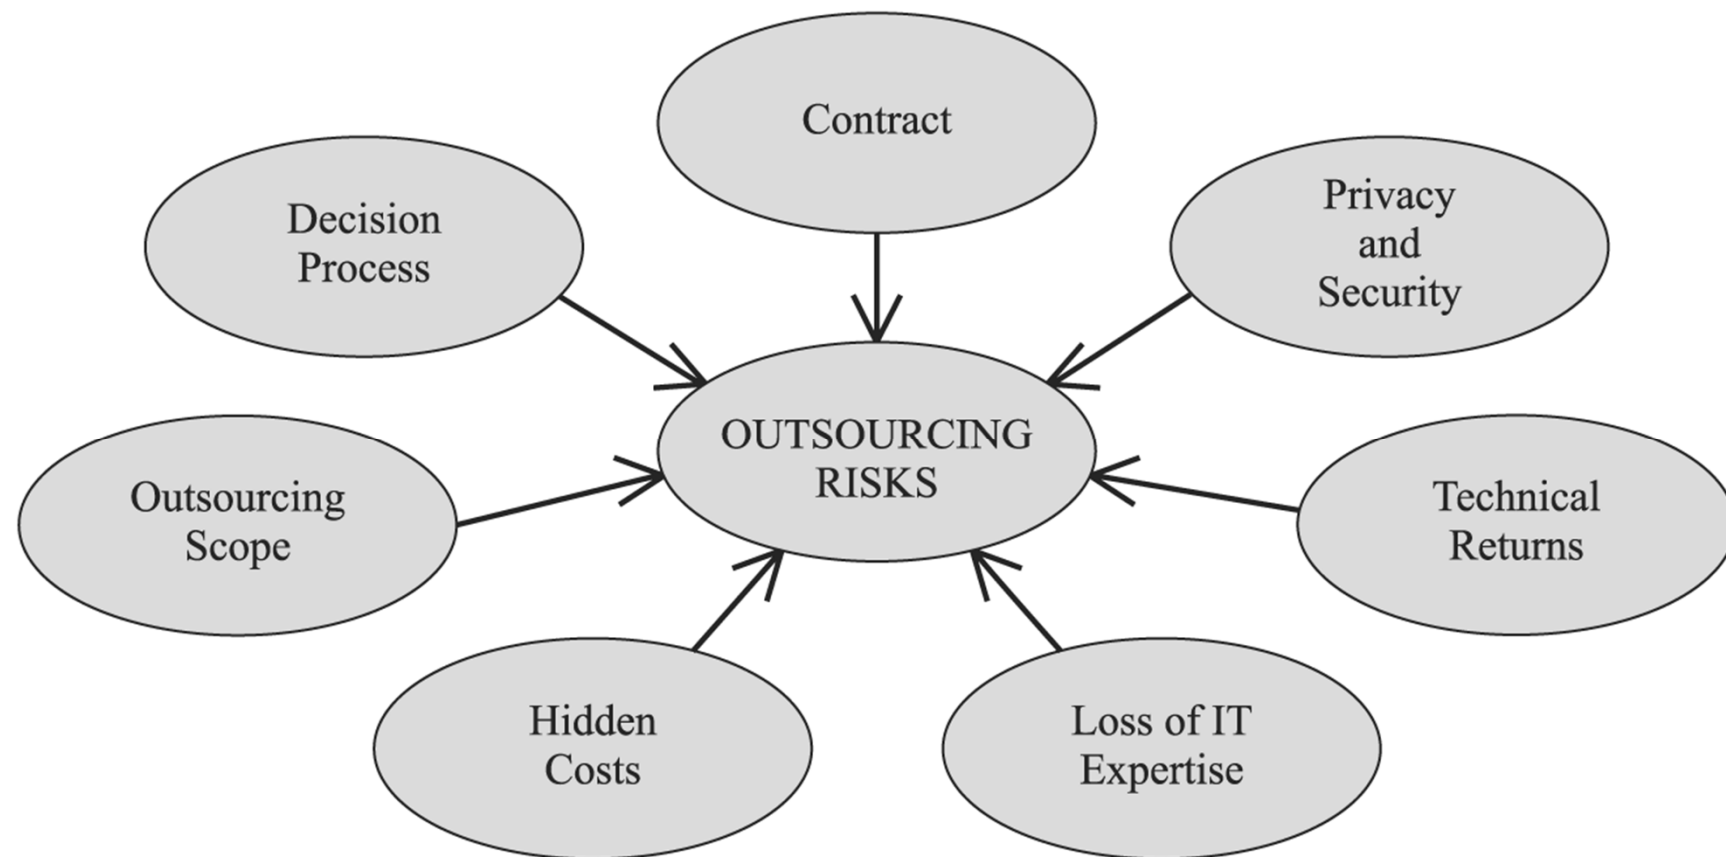 Contract
Decision
Process
Privacy
and
Security
OUTSOURCING
RISKS
Outsourcing
Scope
Technical
Returns
Hidden
Costs
Loss of IT
Expertise